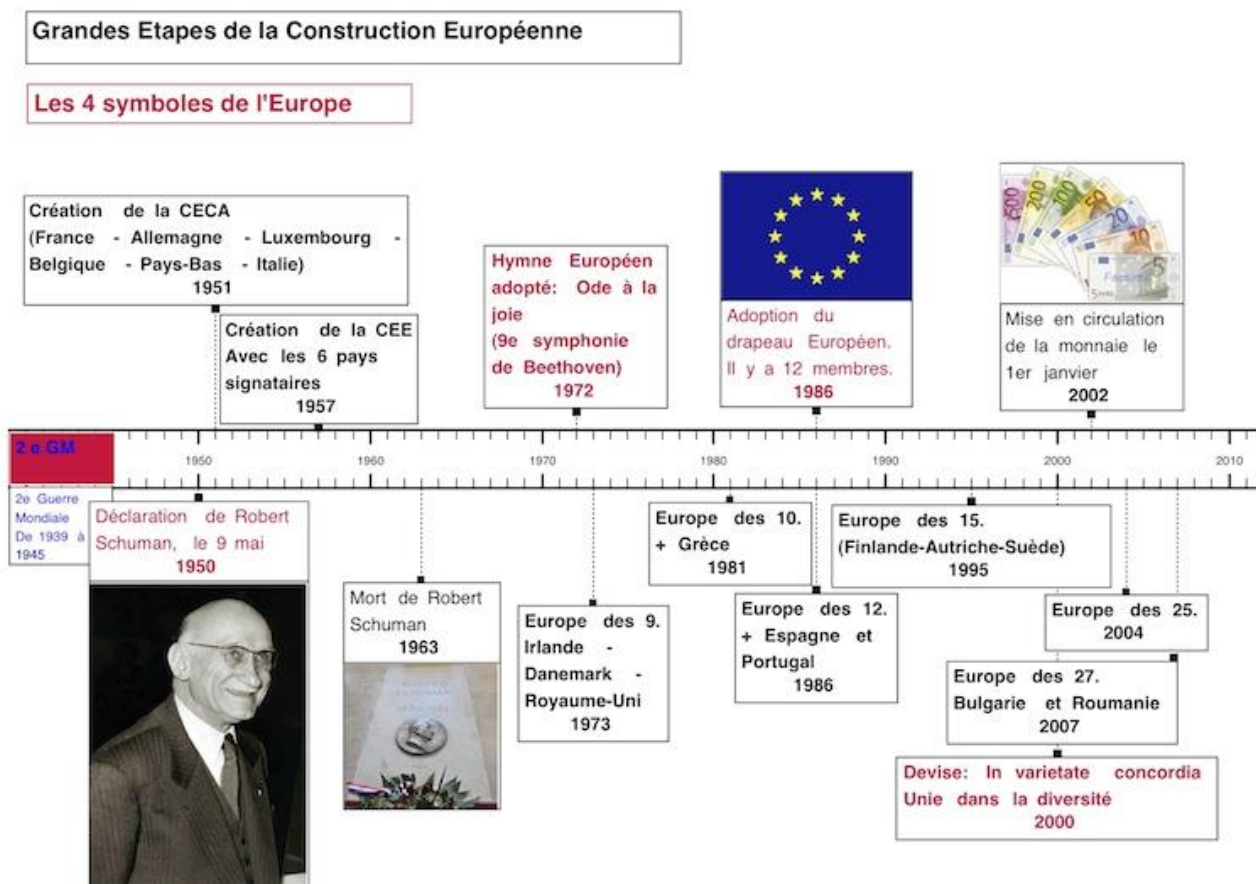 Grandes Etapes de la Construction Européenne
Les 4 symboles de l'Europe
Création de la CECA
(France - Allemagne - Luxembourg -
Belgique - Pays-Bas - Italie)
1951
Création de la CEE
Avec les 6 pays
signataires
1957
Hymne Européen
adopté: Ode à la
joie
(9e symphonie
de Beethoven)
1972
Adoption du
drapeau Européen.
Il y a 12 membres.
1986
500
200
100
50
20
10
5
Mise en circulation
de la monnaie le
1er janvier
2002
2 e GM
1950
1960
1970
1980
1990
2000
2010
2e Guerre
Mondiale
De 1939 à
1945
Déclaration de Robert
Schuman, le 9 mai
1950
Mort de Robert
Schuman
1963
Europe des 9.
Irlande -
Danemark -
Royaume-Uni
1973
Europe des 10.
+ Grèce
1981
Europe des 12.
+ Espagne et
Portugal
1986
Europe des 15.
(Finlande-Autriche-Suède)
1995
Europe des 25.
2004
Europe des 27.
Bulgarie et Roumanie
2007
Devise: In varietate concordia
Unie dans la diversité
2000